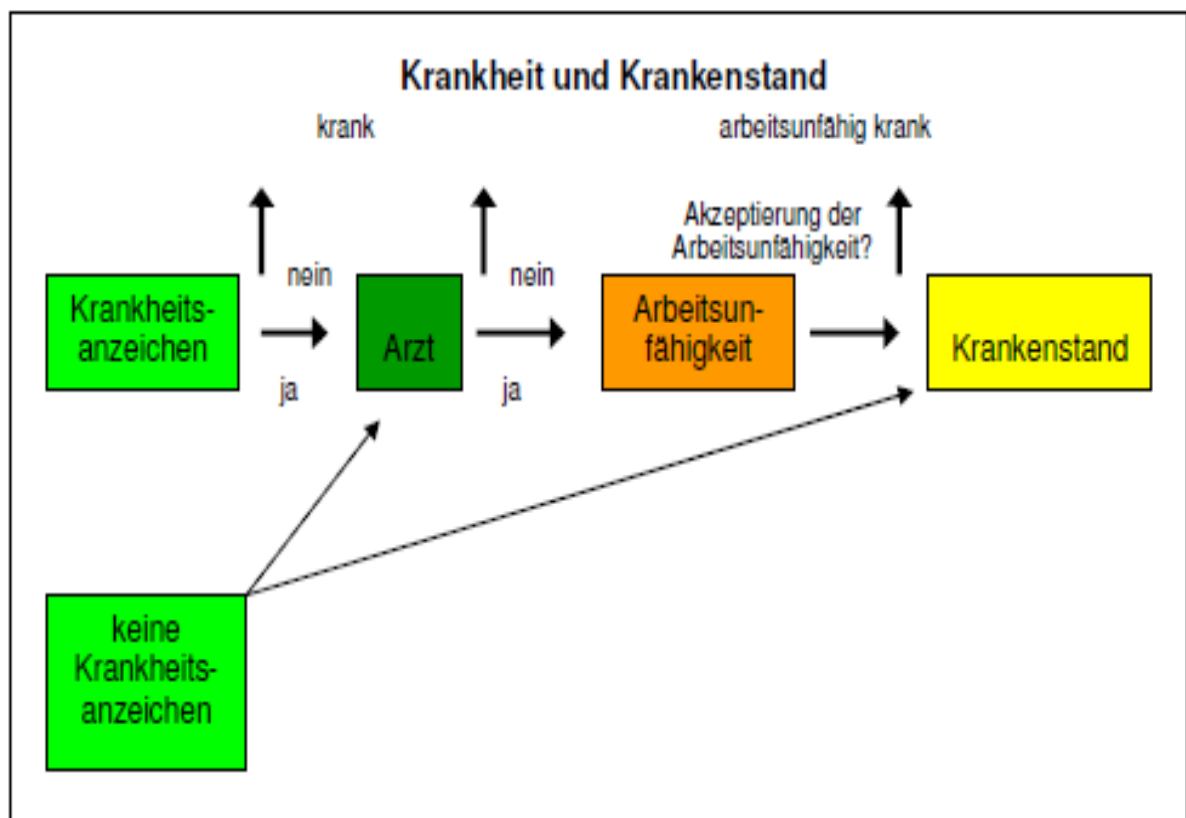 Krankheit und Krankenstand
krank
arbeitsunfähig krank
Akzeptierung der
Arbeitsunfähigkeit?
nein
nein
Krankheits-
anzeichen
Arzt
Arbeitsun-
fähigkeit
Krankenstand
ja
ja
keine
Krankheits-
anzeichen